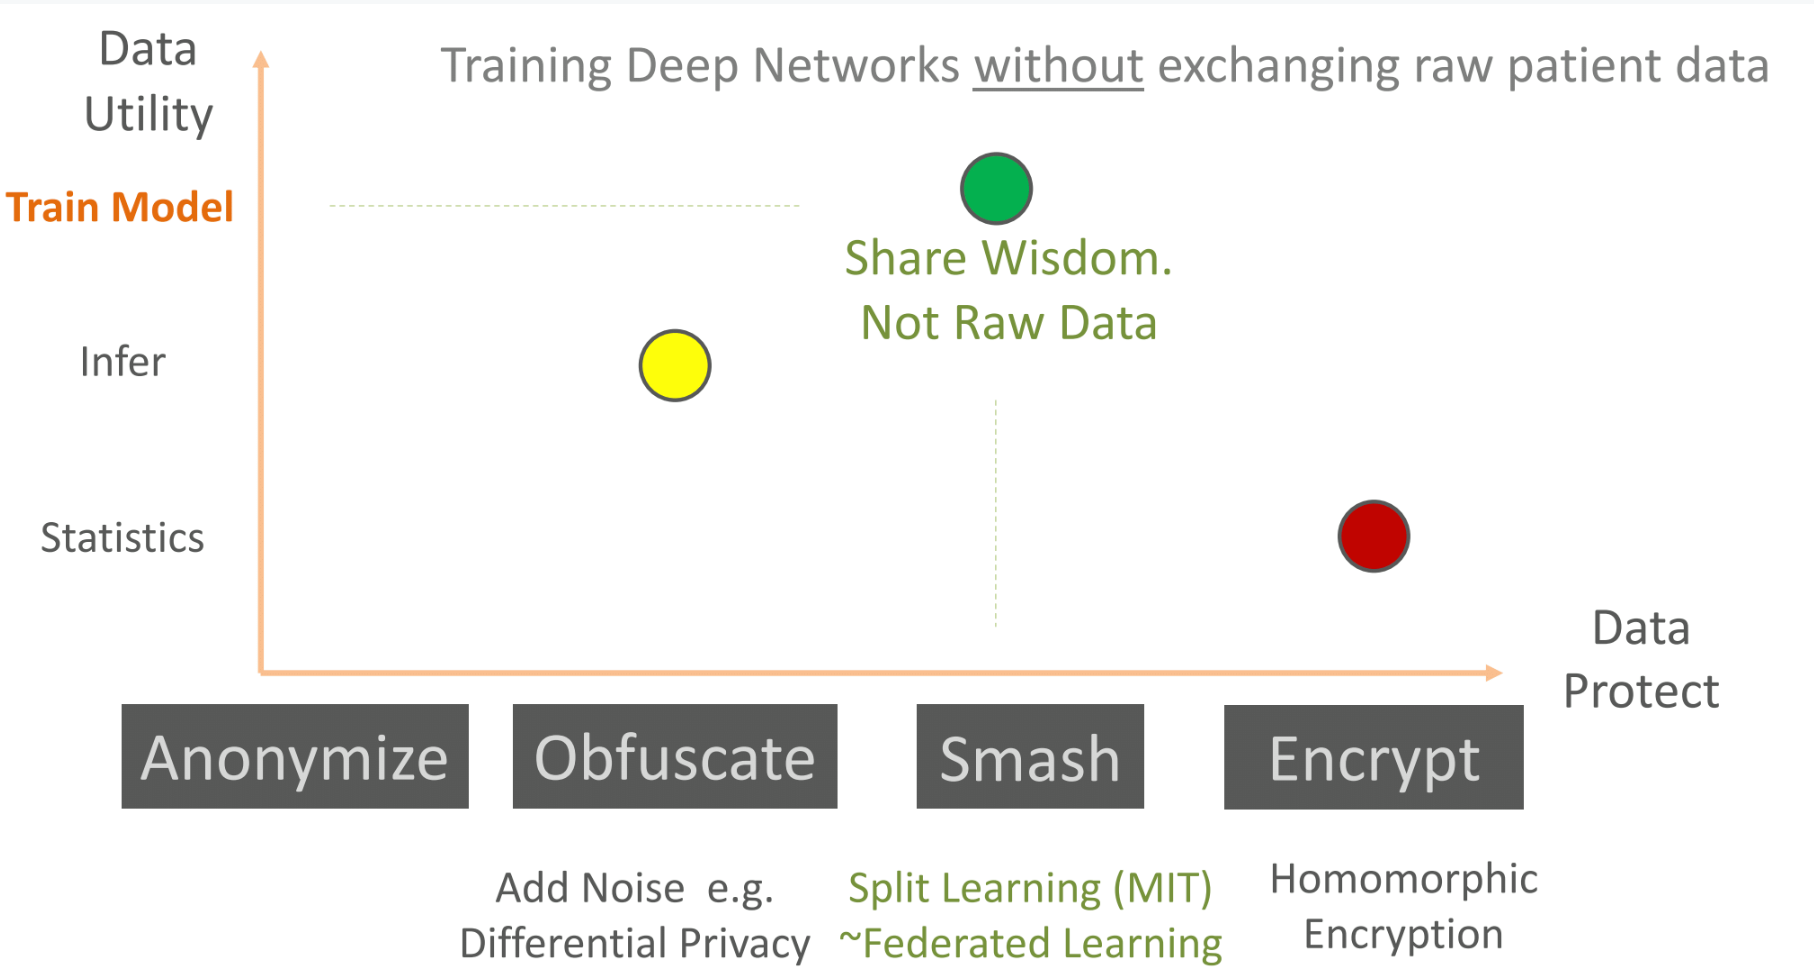 Data
Utility
Training Deep Networks without exchanging raw patient data
Train Model
Share Wisdom.
Not Raw Data
Infer
Statistics
Data
Protect
Anonymize
Obfuscate
Smash
Encrypt
Add Noise e.g.
Differential Privacy
Split Learning (MIT)
~Federated Learning
Homomorphic
Encryption